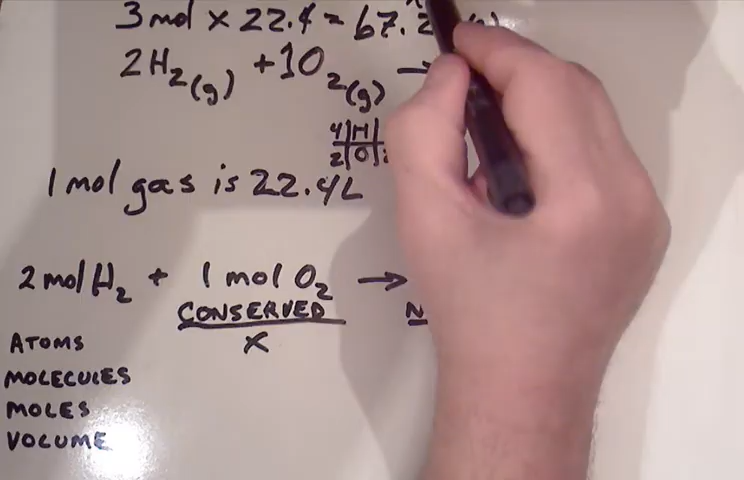 3 mol x 22.4 = 67.2
2H2(g) + 1O2(g) →
4 | H |
2 | O |
1 mol gas is 22.4L
2 mol H2 + 1 mol O2 →
CONSERVED N
ATOMS X
MOLECULES
MOLES
VOLUME